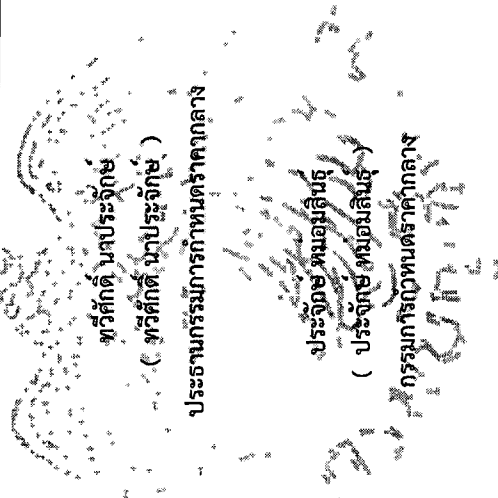 ทวีศักดิ์ นาประจักษ์
( ทวีศักดิ์ นาประจักษ์ )
ประธานกรรมการกำหนดราคากลาง
ประจักษ์ หม่อมสินธุ์
( ประจักษ์ หม่อมสินธุ์ )
กรรมการกำหนดราคากลาง